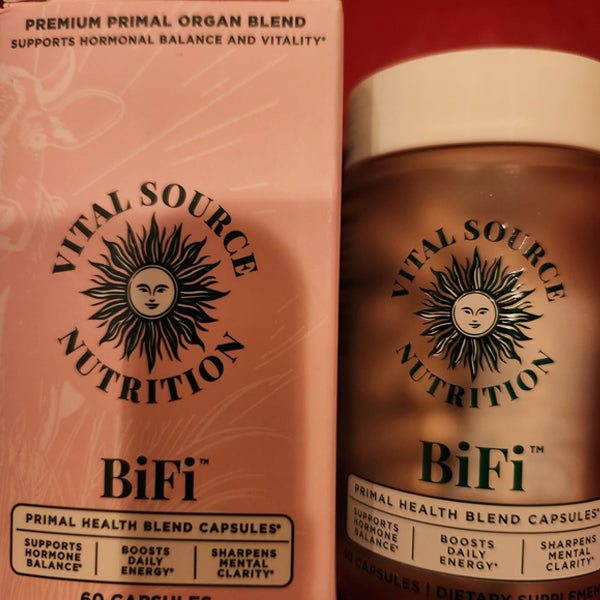 PREMIUM PRIMAL ORGAN BLEND
SUPPORTS HORMONAL BALANCE AND VITALITY*
VITAL SOURCE
NUTRITION
BiFi™
PRIMAL HEALTH BLEND CAPSULES*
SUPPORTS
HORMONE
BALANCE*
BOOSTS
DAILY
ENERGY*
SHARPENS
MENTAL
CLARITY*
60 CAPSULES
VITAL SOURCE
NUTRITION
BiFi™
PRIMAL HEALTH BLEND CAPSULES*
SUPPORTS
HORMONE
BALANCE*
BOOSTS
DAILY
ENERGY*
SHARPENS
MENTAL
CLARITY*
60 CAPSULES | DIETARY SUPPLEMEN